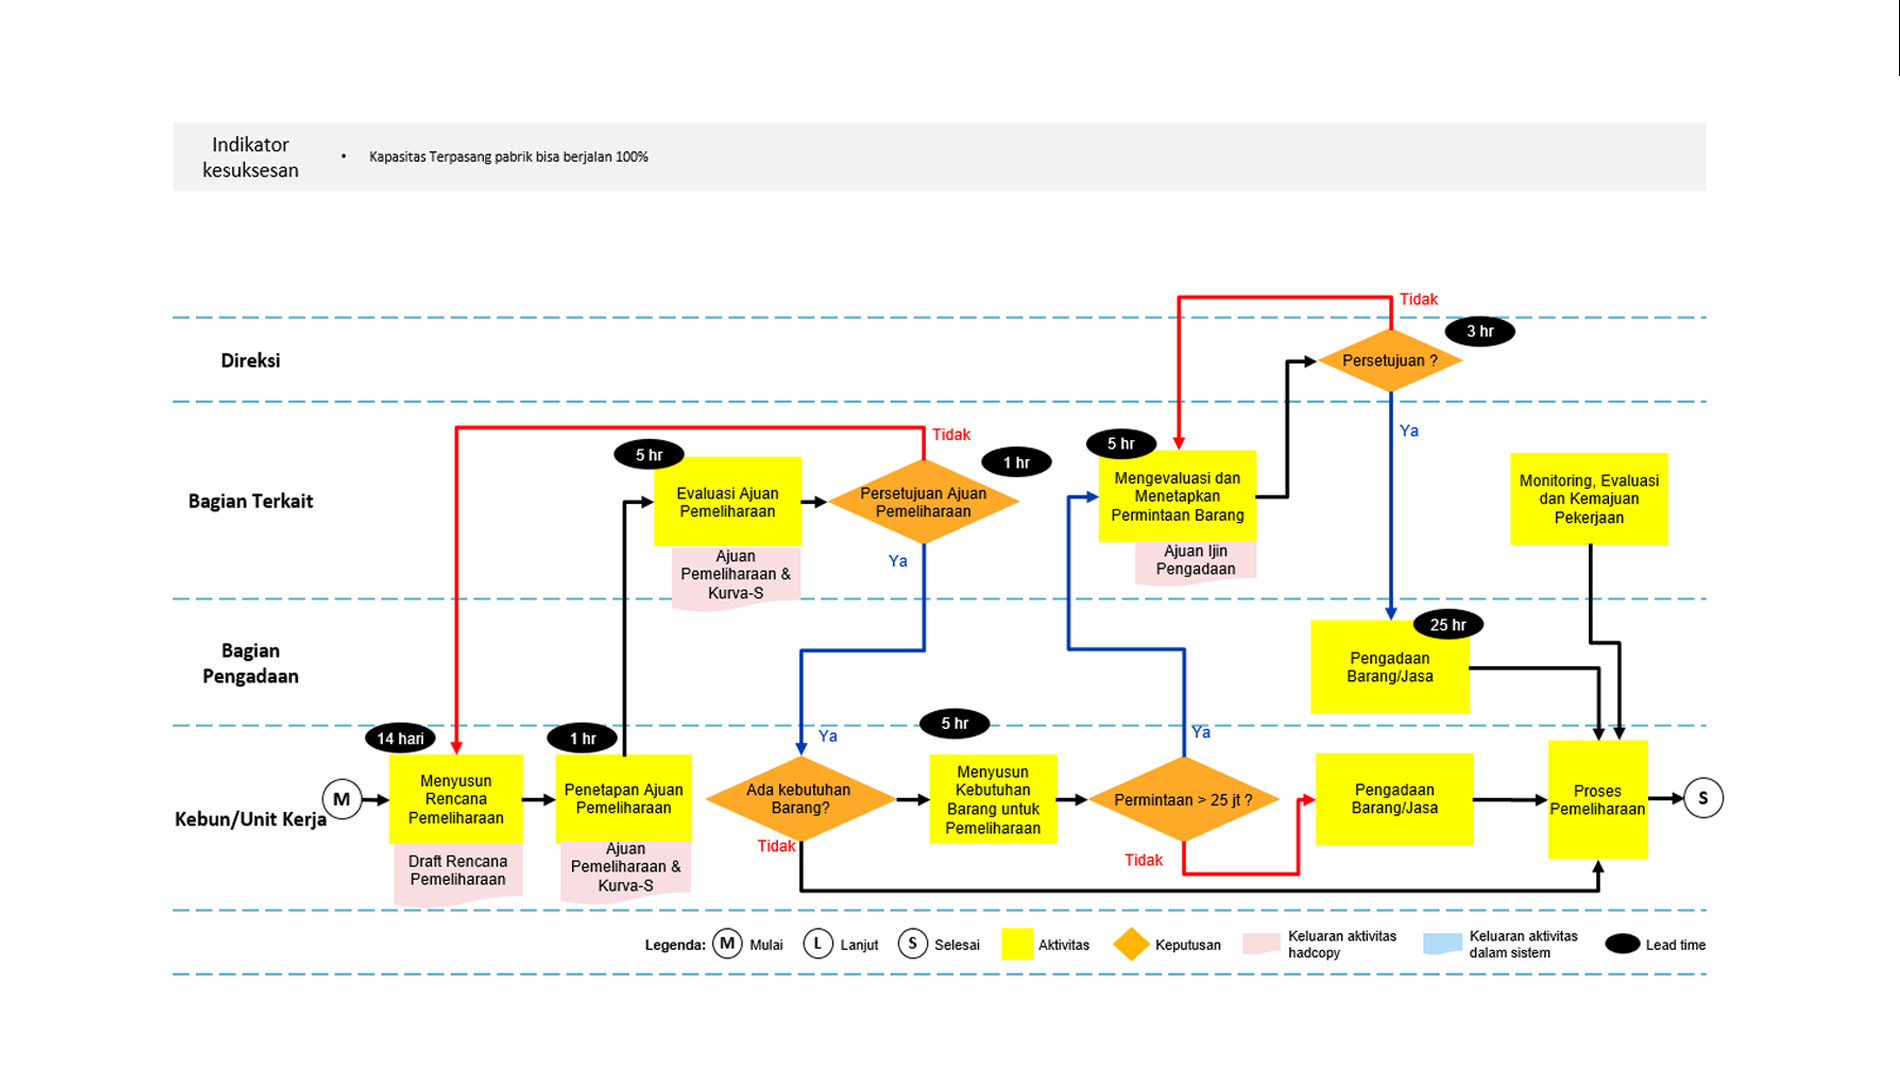 Indikator
kesuksesan
• Kapasitas Terpasang pabrik bisa berjalan 100%
Tidak
3 hr
Direksi
Persetujuan ?
Tidak
Ya
5 hr
1 hr
5 hr
Bagian Terkait
Evaluasi Ajuan
Pemeliharaan
Persetujuan Ajuan
Pemeliharaan
Mengevaluasi dan
Menetapkan
Permintaan Barang
Monitoring, Evaluasi
dan Kemajuan
Pekerjaan
Ajuan
Pemeliharaan &
Kurva-S
Ya
Ajuan Ijin
Pengadaan
25 hr
Bagian
Pengadaan
Pengadaan
Barang/Jasa
14 hari
1 hr
Ya
5 hr
Ya
Kebun/Unit Kerja
M
Menyusun
Rencana
Pemeliharaan
Penetapan Ajuan
Pemeliharaan
Ada kebutuhan
Barang?
Menyusun
Kebutuhan
Barang untuk
Pemeliharaan
Permintaan > 25 jt ?
Pengadaan
Barang/Jasa
Proses
Pemeliharaan
S
Draft Rencana
Pemeliharaan
Ajuan
Pemeliharaan &
Kurva-S
Tidak
Tidak
Legenda:
M Mulai
L Lanjut
S Selesai
Aktivitas
Keputusan
Keluaran aktivitas
hadcopy
Keluaran aktivitas
dalam sistem
Lead time